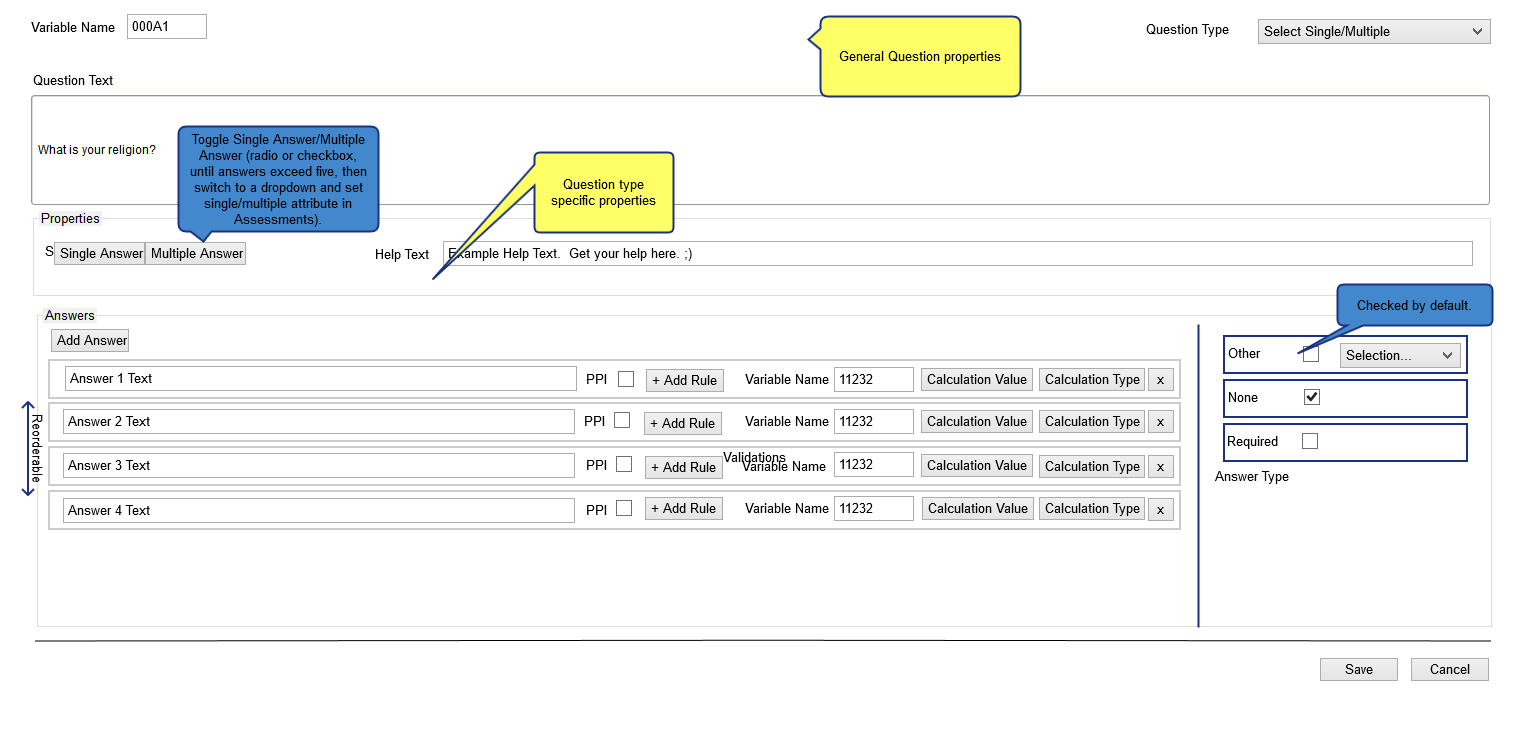 Variable Name 000A1
General Question properties
Question Type Select Single/Multiple
Question Text
What is your religion?
Toggle Single Answer/Multiple
Answer (radio or checkbox,
until answers exceed five, then
switch to a dropdown and set
single/multiple attribute in
Assessments).
Question type
specific properties
Properties
S Single Answer Multiple Answer Help Text Example Help Text.  Get your help here. ;)
Checked by default.
Answers
Add Answer
Answer 1 Text PPI + Add Rule Variable Name 11232 Calculation Value Calculation Type x
Answer 2 Text PPI + Add Rule Variable Name 11232 Calculation Value Calculation Type x
Validations
Answer 3 Text PPI + Add Rule Variable Name 11232 Calculation Value Calculation Type x
Answer 4 Text PPI + Add Rule Variable Name 11232 Calculation Value Calculation Type x
Reorderable
Other Selection...
None
Required
Answer Type
Save Cancel